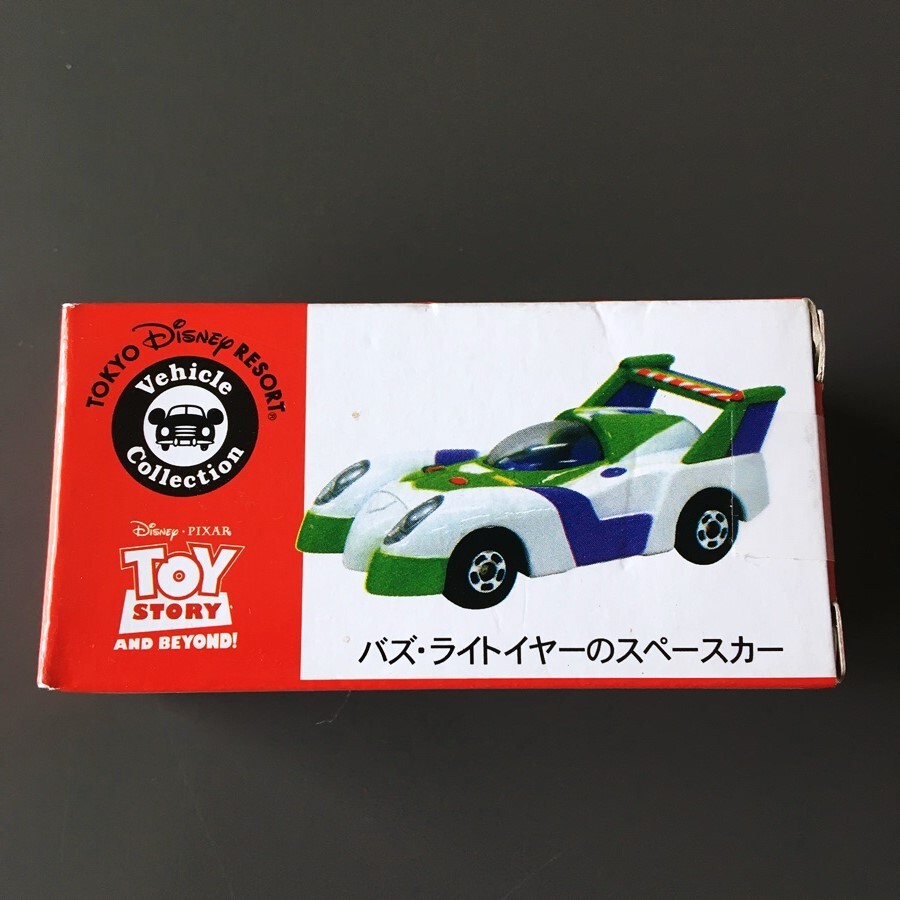 TOKYO Disney RESORT®
Vehicle
Collection
Disney · PIXAR
TOY
STORY
AND BEYOND!
バズ・ライトイヤーのスペースカー